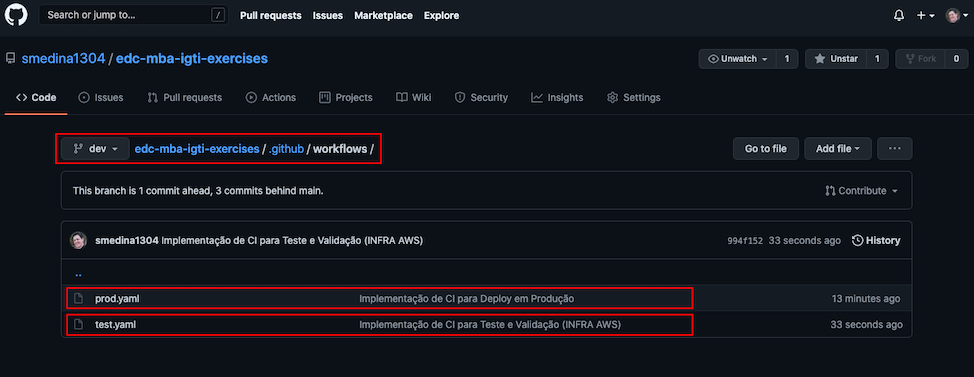 Search or jump to... / Pull requests Issues Marketplace Explore
smedina1304 / edc-mba-igti-exercises Unwatch 1 Unstar 1 Fork 0
Code Issues Pull requests Actions Projects Wiki Security Insights Settings
dev edc-mba-igti-exercises / .github / workflows / Go to file Add file ...
This branch is 1 commit ahead, 3 commits behind main. Contribute
smedina1304 Implementação de CI para Teste e Validação (INFRA AWS) 994f152 33 seconds ago History
..
prod.yaml Implementação de CI para Deploy em Produção 13 minutes ago
test.yaml Implementação de CI para Teste e Validação (INFRA AWS) 33 seconds ago